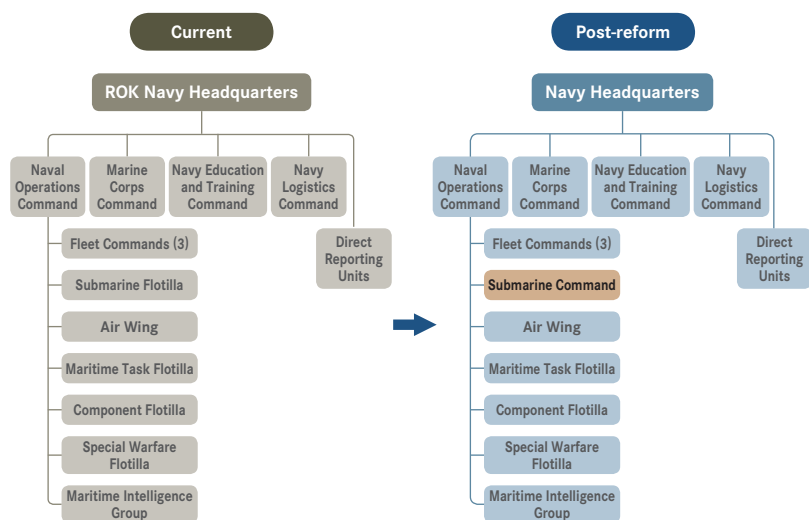 Current
ROK Navy Headquarters
Naval
Operations
Command
Marine
Corps
Command
Navy Education
and Training
Command
Navy
Logistics
Command
Direct
Reporting
Units
Fleet Commands (3)
Submarine Flotilla
Air Wing
Maritime Task Flotilla
Component Flotilla
Special Warfare
Flotilla
Maritime Intelligence
Group
Post-reform
Navy Headquarters
Naval
Operations
Command
Marine
Corps
Command
Navy Education
and Training
Command
Navy
Logistics
Command
Direct
Reporting
Units
Fleet Commands (3)
Submarine Command
Air Wing
Maritime Task Flotilla
Component Flotilla
Special Warfare
Flotilla
Maritime Intelligence
Group